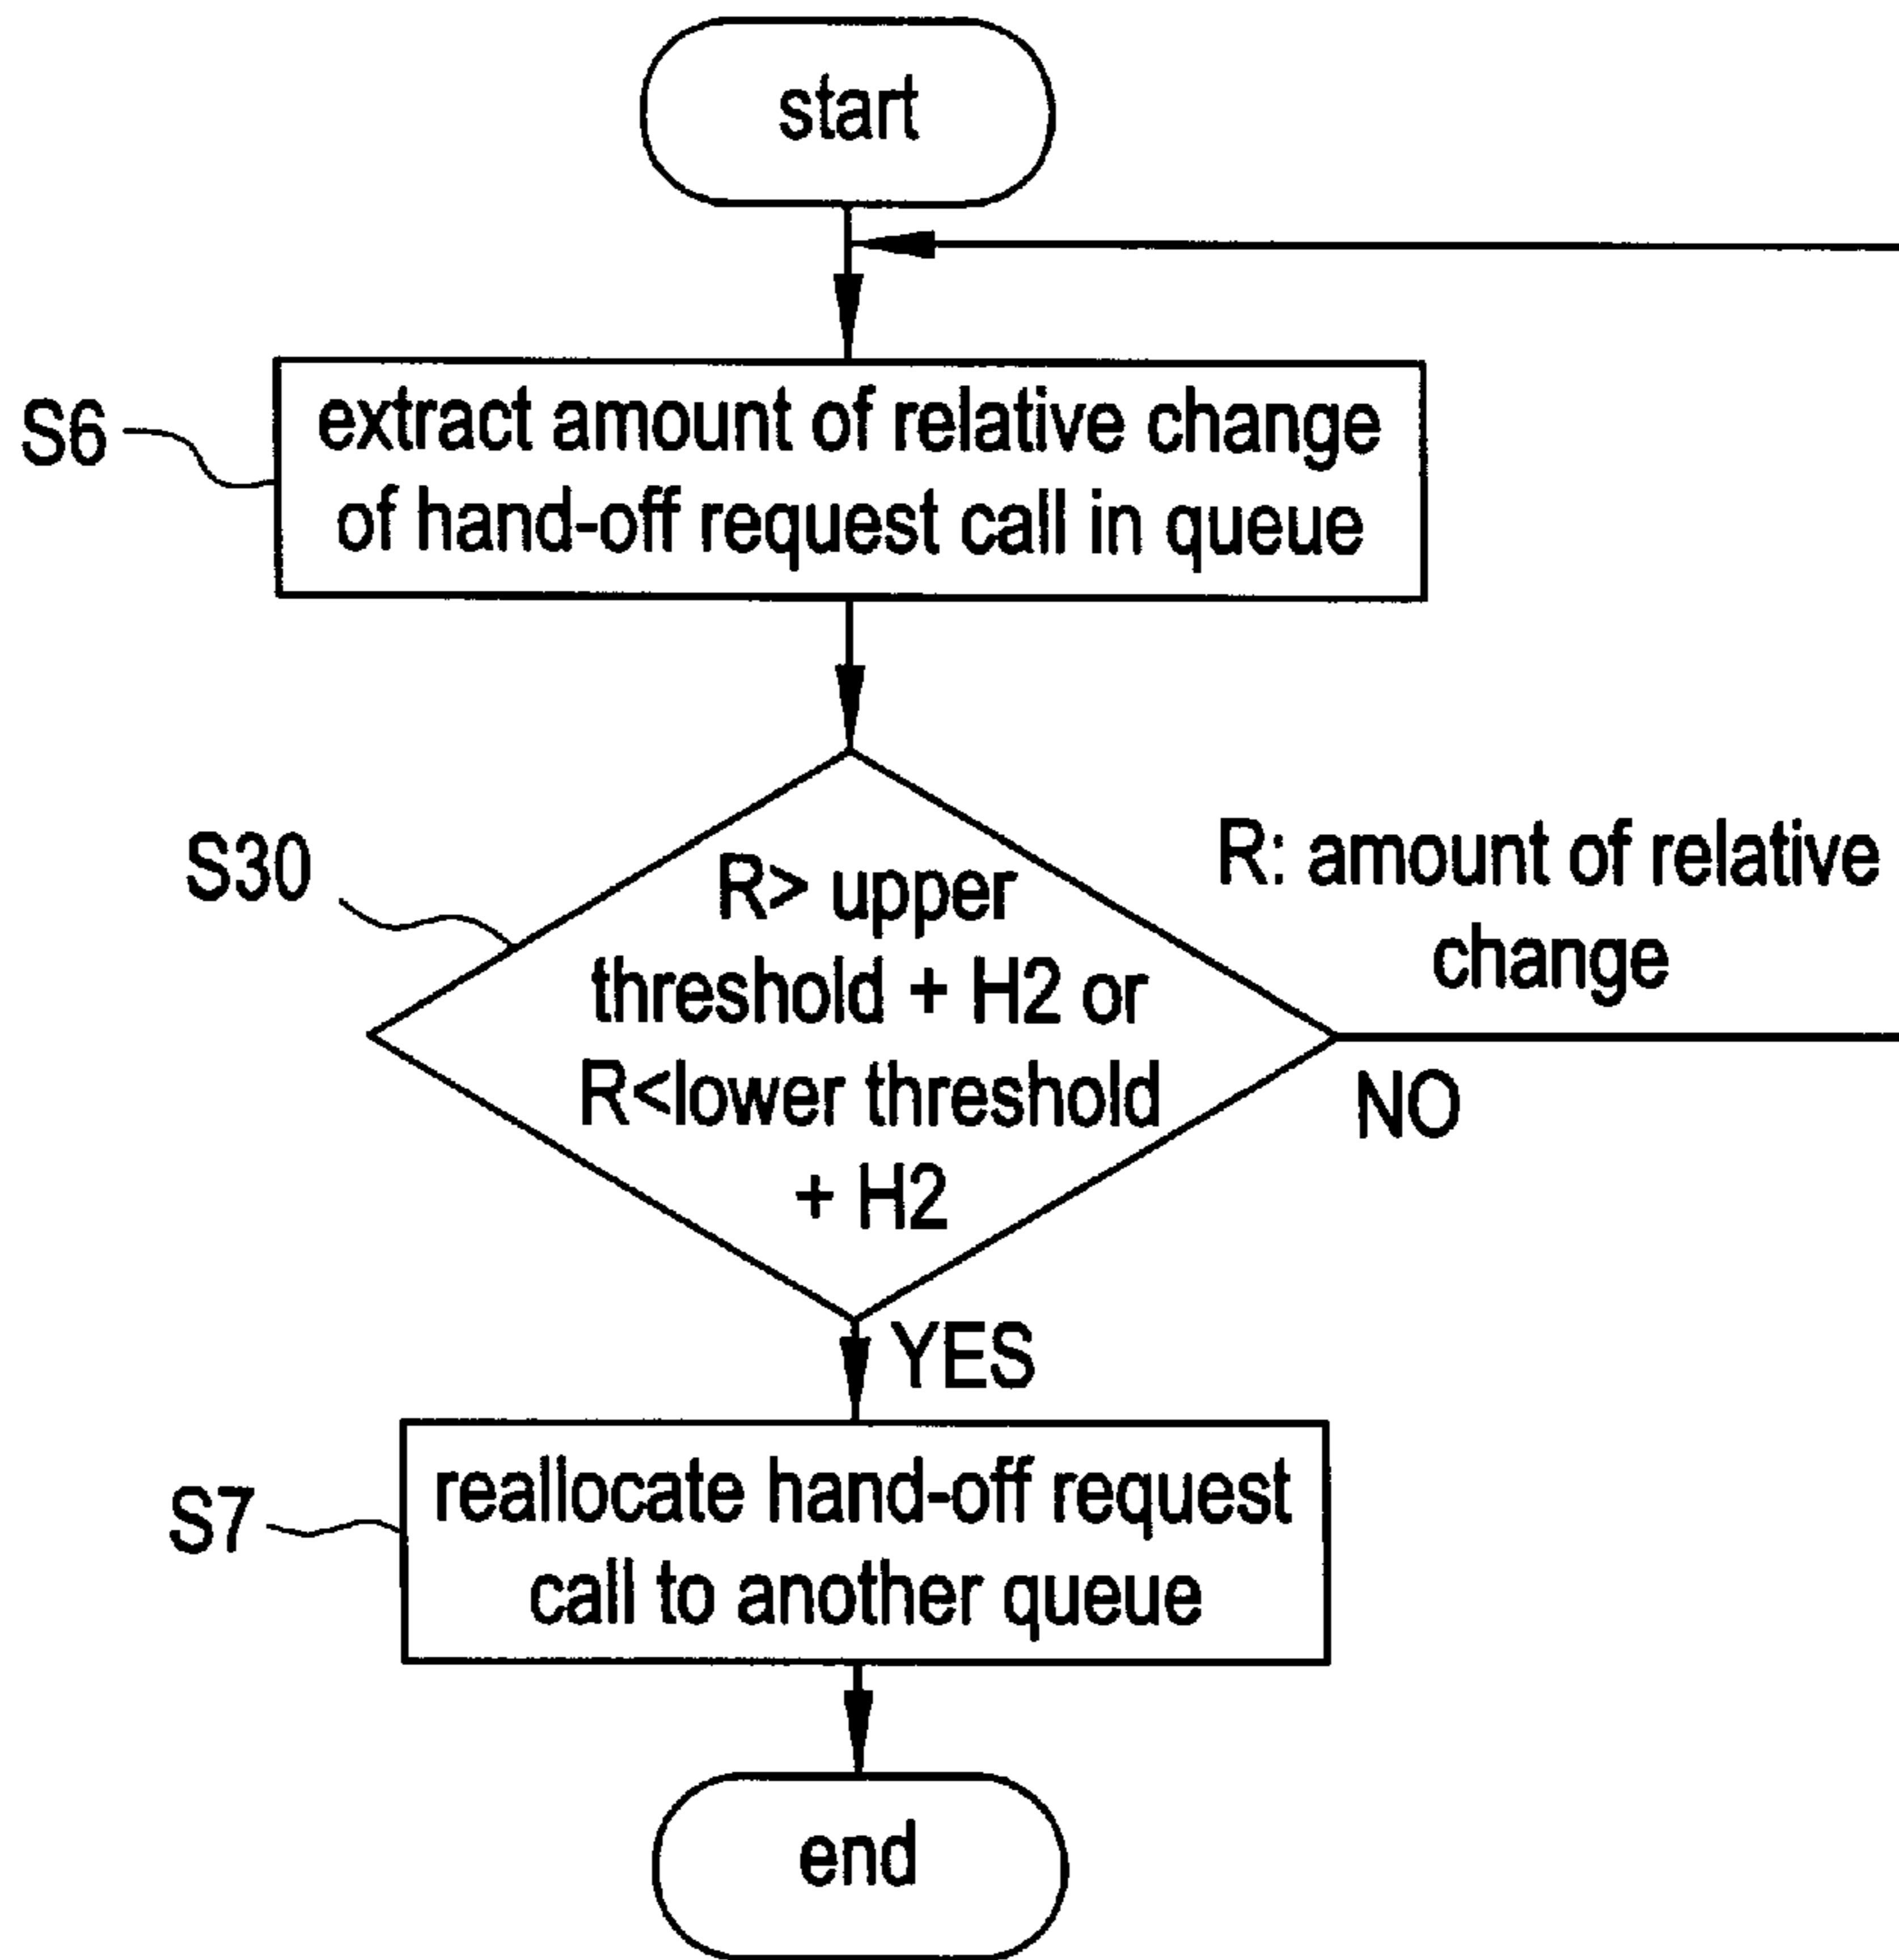 start
S6
extract amount of relative change
of hand-off request call in queue
S30
R> upper
threshold + H2 or
R<lower threshold
+ H2
R: amount of relative
change
NO
YES
S7
reallocate hand-off request
call to another queue
end